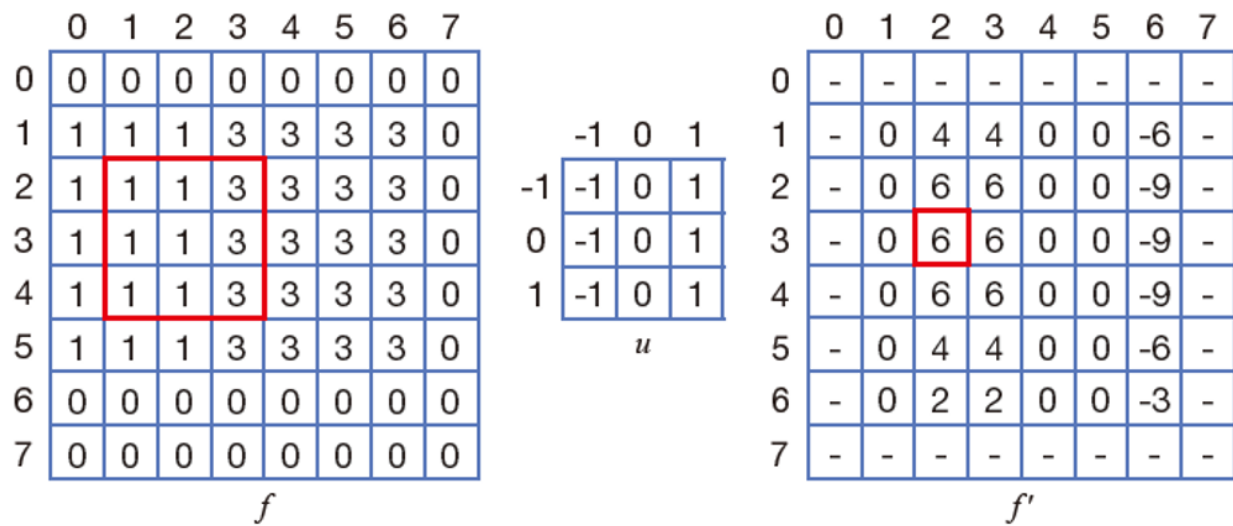 0 1 2 3 4 5 6 7
0 0 0 0 0 0 0 0 0
1 1 1 1 3 3 3 3 0
2 1 1 1 3 3 3 3 0
3 1 1 1 3 3 3 3 0
4 1 1 1 3 3 3 3 0
5 1 1 1 3 3 3 3 0
6 0 0 0 0 0 0 0 0
7 0 0 0 0 0 0 0 0
f
-1 0 1
-1 -1 0 1
0 -1 0 1
1 -1 0 1
u
0 1 2 3 4 5 6 7
0 - - - - - - - -
1 - 0 4 4 0 0 -6 -
2 - 0 6 6 0 0 -9 -
3 - 0 6 6 0 0 -9 -
4 - 0 6 6 0 0 -9 -
5 - 0 4 4 0 0 -6 -
6 - 0 2 2 0 0 -3 -
7 - - - - - - - -
f'